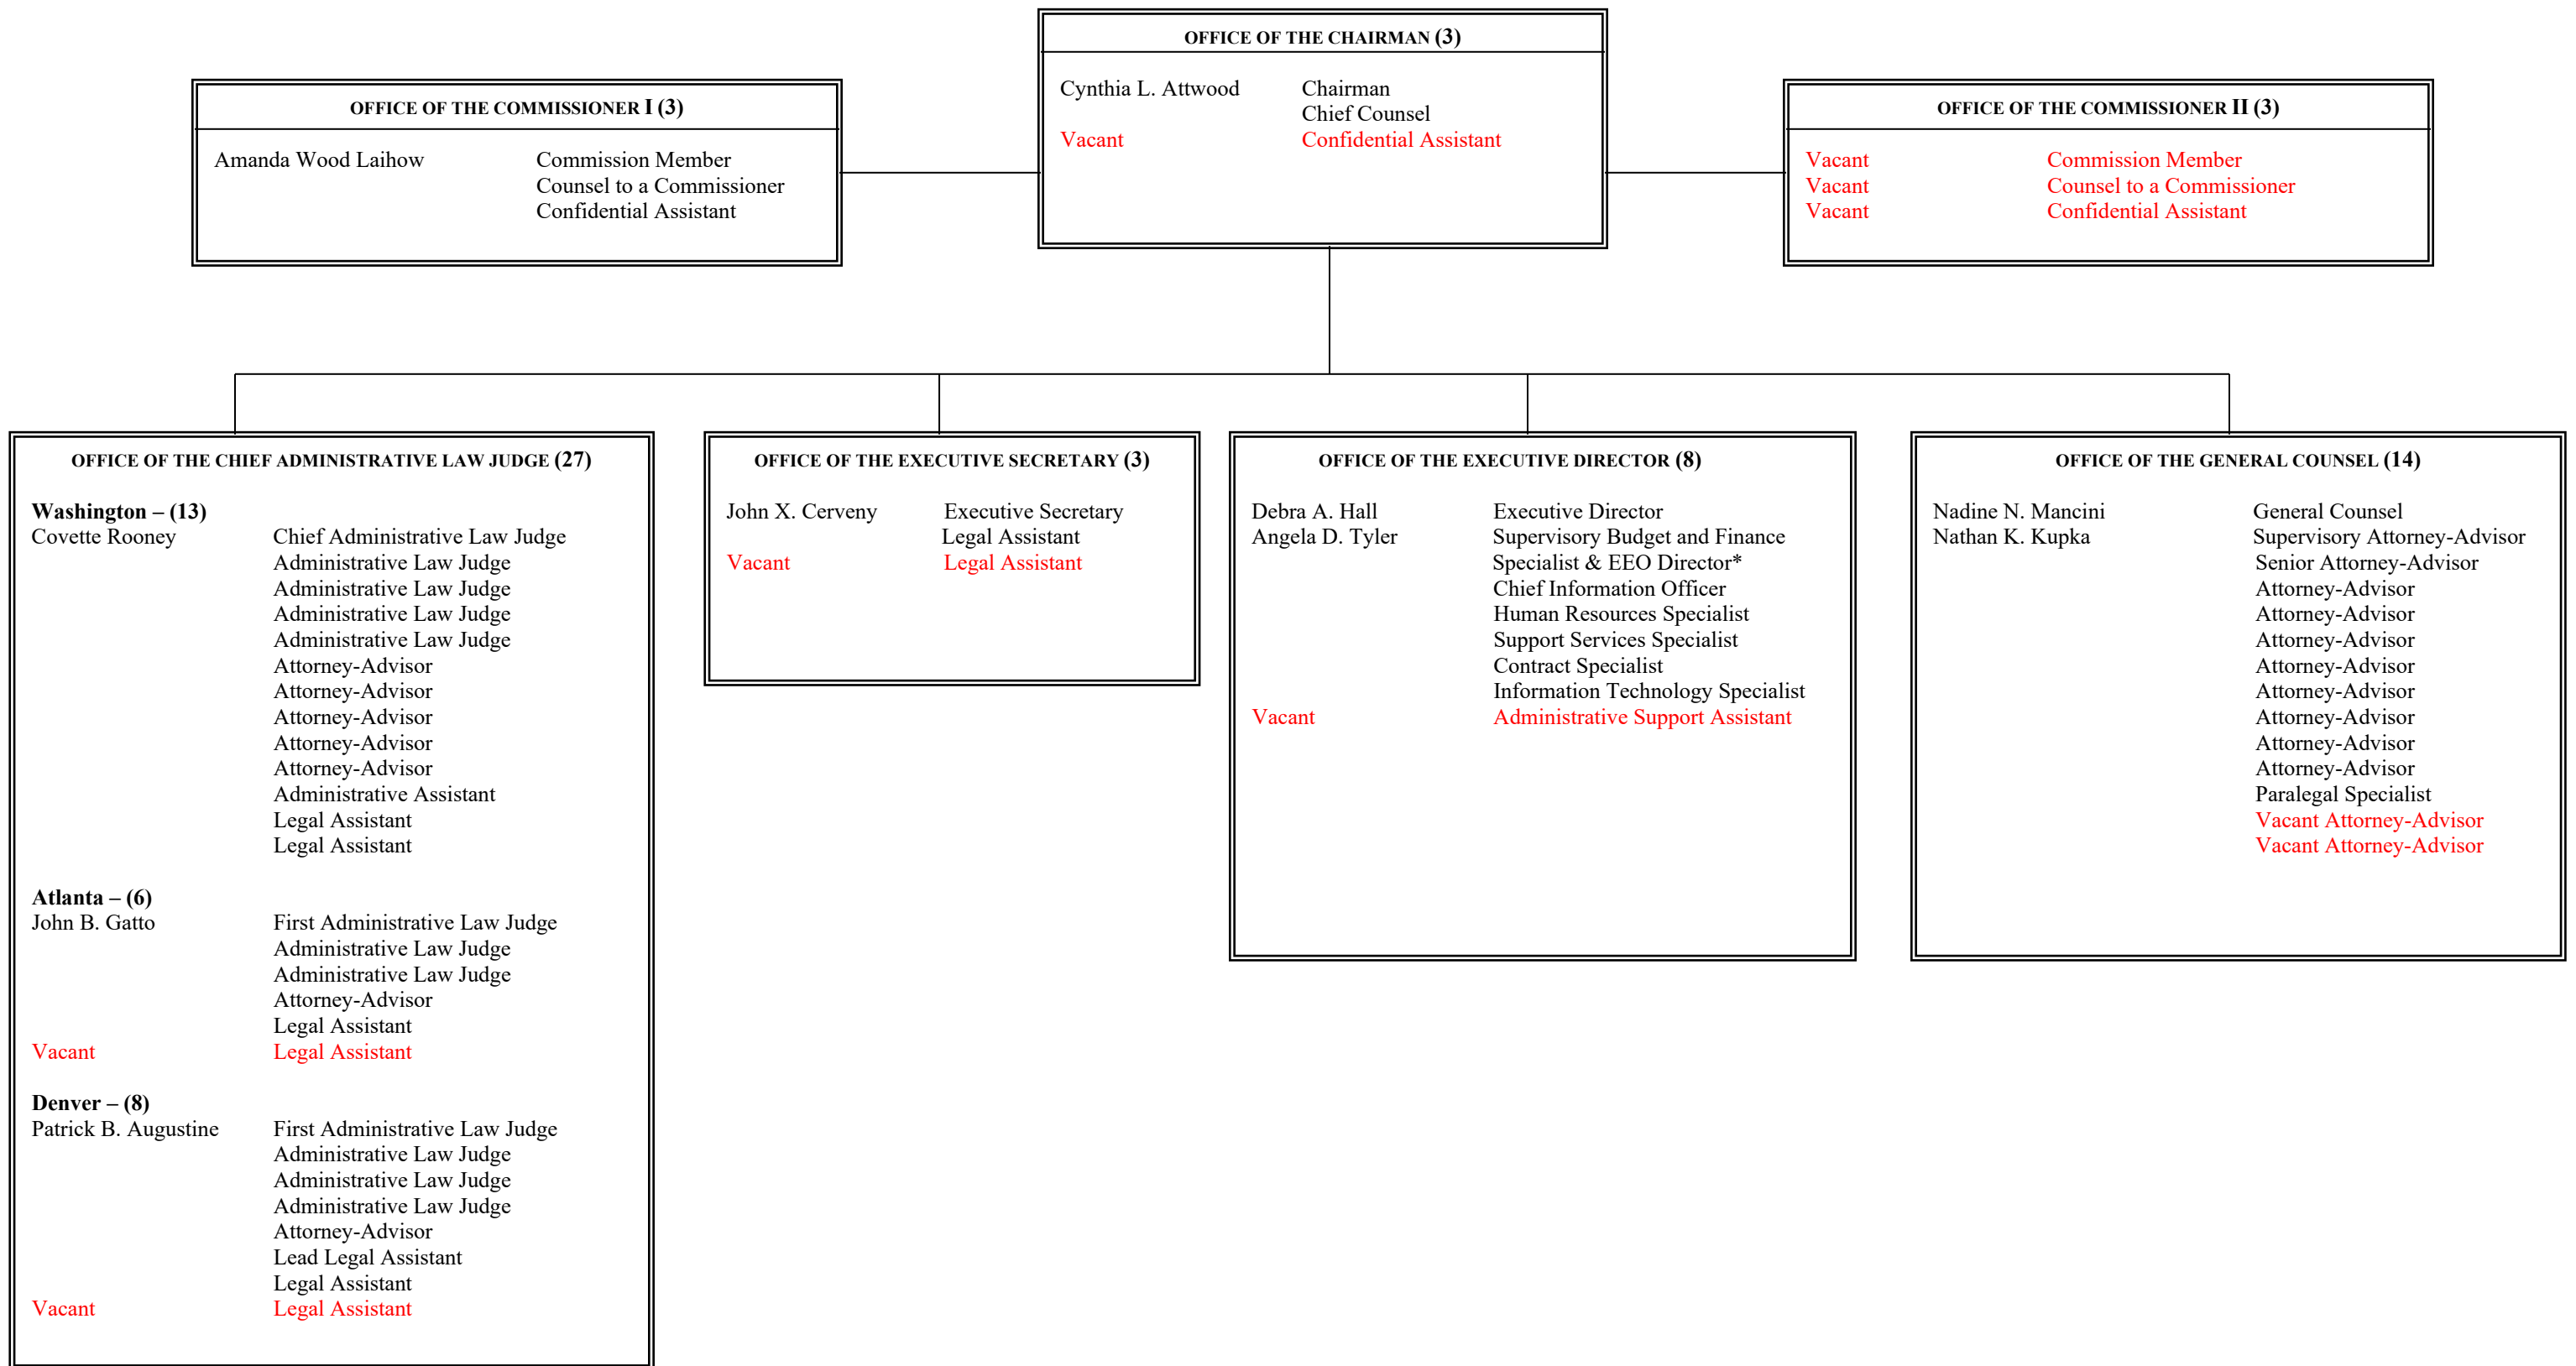 OFFICE OF THE CHAIRMAN (3)
Cynthia L. Attwood Chairman
Chief Counsel
Vacant Confidential Assistant
OFFICE OF THE COMMISSIONER I (3)
Amanda Wood Laihow Commission Member
Counsel to a Commissioner
Confidential Assistant
OFFICE OF THE COMMISSIONER II (3)
Vacant Commission Member
Vacant Counsel to a Commissioner
Vacant Confidential Assistant
OFFICE OF THE CHIEF ADMINISTRATIVE LAW JUDGE (27)
Washington – (13)
Covette Rooney Chief Administrative Law Judge
Administrative Law Judge
Administrative Law Judge
Administrative Law Judge
Administrative Law Judge
Attorney-Advisor
Attorney-Advisor
Attorney-Advisor
Attorney-Advisor
Attorney-Advisor
Administrative Assistant
Legal Assistant
Legal Assistant
Atlanta – (6)
John B. Gatto First Administrative Law Judge
Administrative Law Judge
Administrative Law Judge
Attorney-Advisor
Legal Assistant
Vacant Legal Assistant
Denver – (8)
Patrick B. Augustine First Administrative Law Judge
Administrative Law Judge
Administrative Law Judge
Administrative Law Judge
Attorney-Advisor
Lead Legal Assistant
Legal Assistant
Vacant Legal Assistant
OFFICE OF THE EXECUTIVE SECRETARY (3)
John X. Cerveny Executive Secretary
Legal Assistant
Vacant Legal Assistant
OFFICE OF THE EXECUTIVE DIRECTOR (8)
Debra A. Hall Executive Director
Angela D. Tyler Supervisory Budget and Finance
Specialist & EEO Director*
Chief Information Officer
Human Resources Specialist
Support Services Specialist
Contract Specialist
Information Technology Specialist
Vacant Administrative Support Assistant
OFFICE OF THE GENERAL COUNSEL (14)
Nadine N. Mancini General Counsel
Nathan K. Kupka Supervisory Attorney-Advisor
Senior Attorney-Advisor
Attorney-Advisor
Attorney-Advisor
Attorney-Advisor
Attorney-Advisor
Attorney-Advisor
Attorney-Advisor
Attorney-Advisor
Attorney-Advisor
Paralegal Specialist
Vacant Attorney-Advisor
Vacant Attorney-Advisor